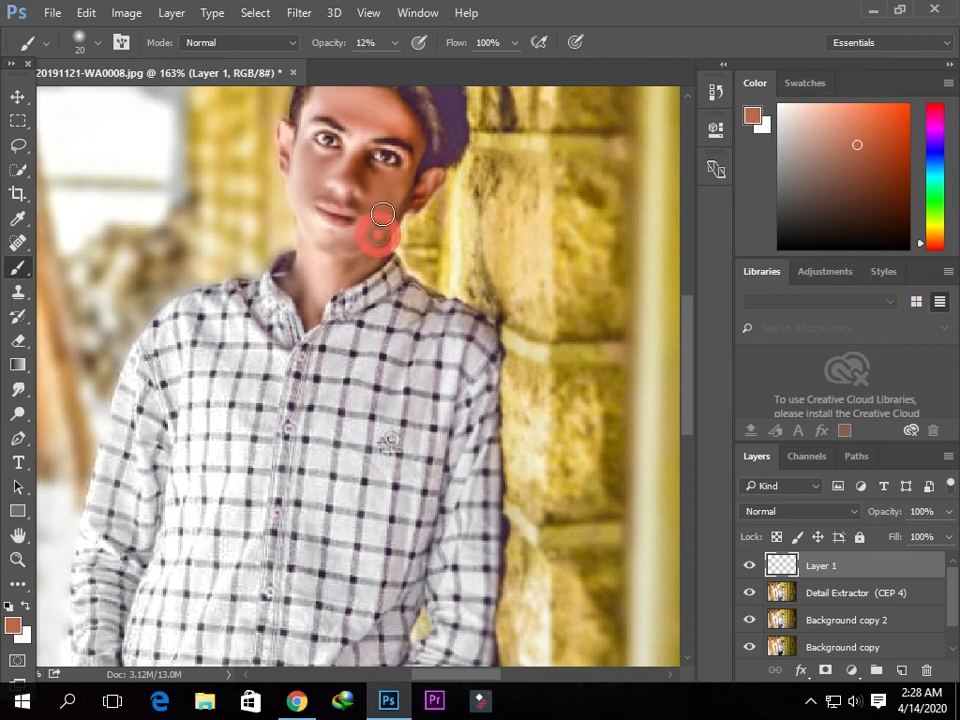 Ps File Edit Image Layer Type Select Filter 3D View Window Help
20 Mode: Normal Opacity: 12% Flow: 100% Essentials
20191121-WA0008.jpg @ 163% (Layer 1, RGB/8#) * ×
Color Swatches
Libraries Adjustments Styles
Search Adobe Stock
To use Creative Cloud Libraries,
please install the Creative Cloud
Layers Channels Paths
Kind
Normal Opacity: 100%
Lock: Fill: 100%
Layer 1
Detail Extractor (CEP 4)
Background copy 2
Background copy
% Doc: 3.12M/13.0M
Ps Pr
2:28 AM
4/14/2020